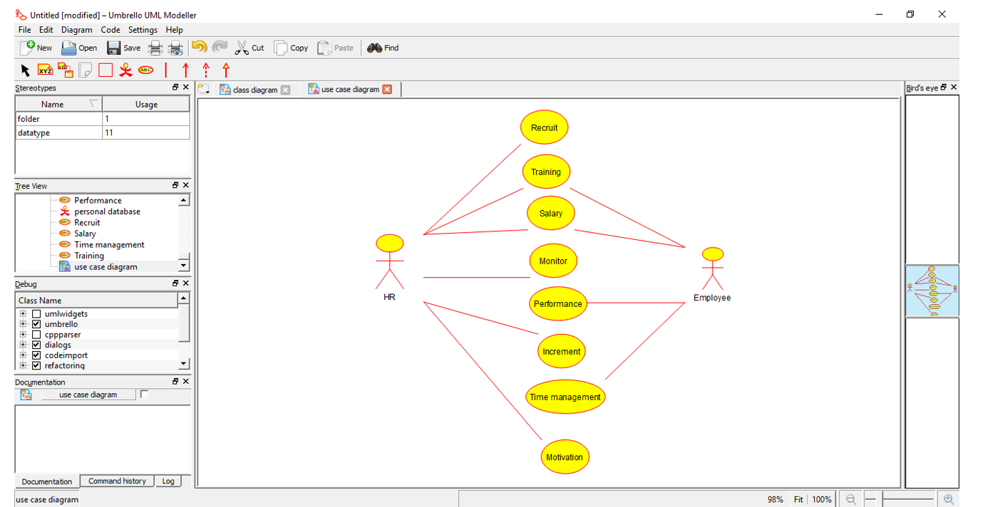 Untitled [modified] – Umbrello UML Modeller
File Edit Diagram Code Settings Help
New Open Save Cut Copy Paste Find
XYZ XYZ ABC
Stereotypes
class diagram use case diagram
Bird's eye
Name Usage
folder 1
datatype 11
Tree View
Performance
personal database
Recruit
Salary
Time management
Training
use case diagram
Debug
Class Name
umlwidgets
umbrello
cppparser
dialogs
codeimport
refactoring
Documentation
use case diagram
Documentation Command history Log
Recruit
Training
Salary
Monitor
HR
Employee
Performance
Increment
Time management
Motivation
use case diagram
98% Fit 100%